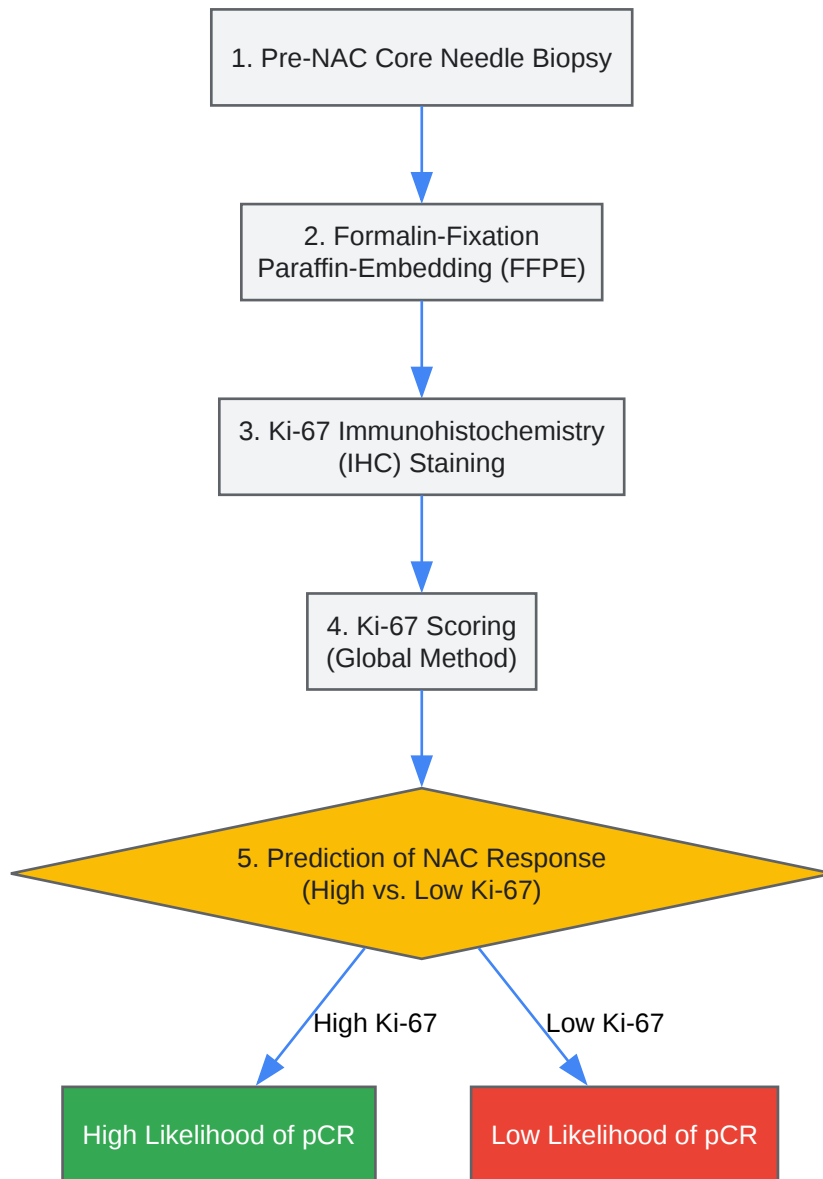 1. Pre-NAC Core Needle Biopsy
2. Formalin-Fixation
Paraffin-Embedding (FFPE)
3. Ki-67 Immunohistochemistry
(IHC) Staining
4. Ki-67 Scoring
(Global Method)
5. Prediction of NAC Response
(High vs. Low Ki-67)
High Ki-67
Low Ki-67
High Likelihood of pCR
Low Likelihood of pCR